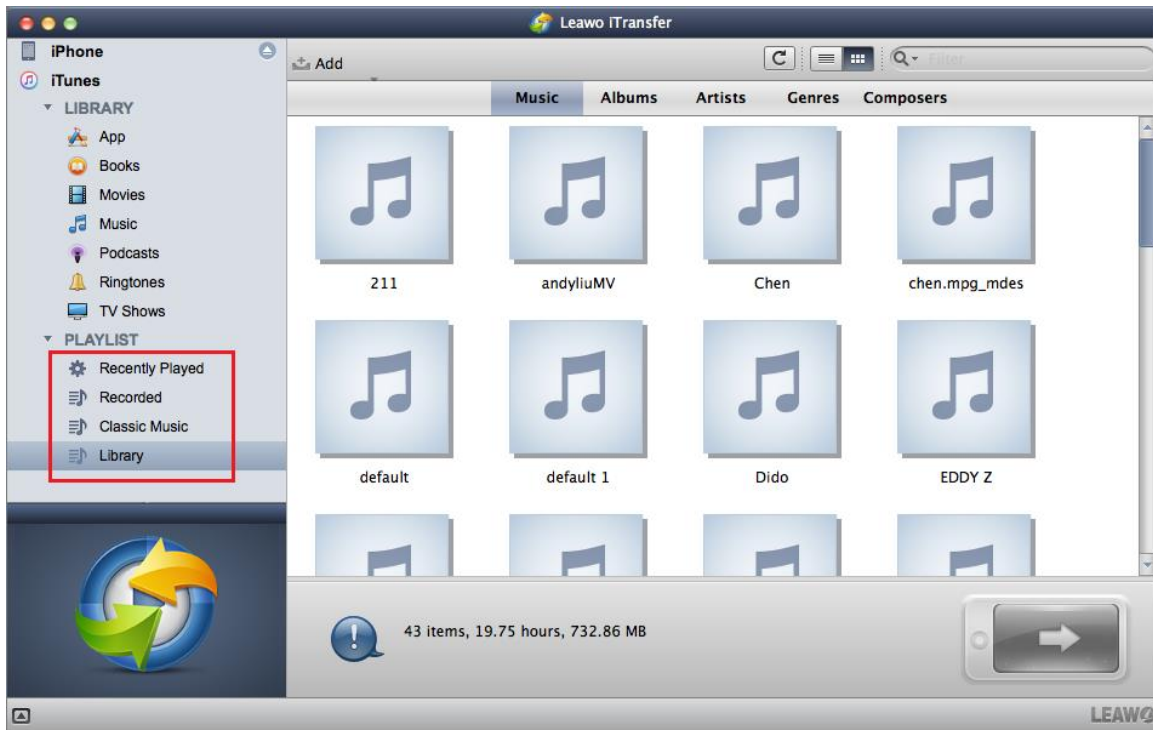 Leawo iTransfer
iPhone
iTunes
LIBRARY
App
Books
Movies
Music
Podcasts
Ringtones
TV Shows
PLAYLIST
Recently Played
Recorded
Classic Music
Library
Add
Filter
Music Albums Artists Genres Composers
211 andyliuMV Chen chen.mpg_mdes
default default 1 Dido EDDY Z
43 items, 19.75 hours, 732.86 MB
LEAWO